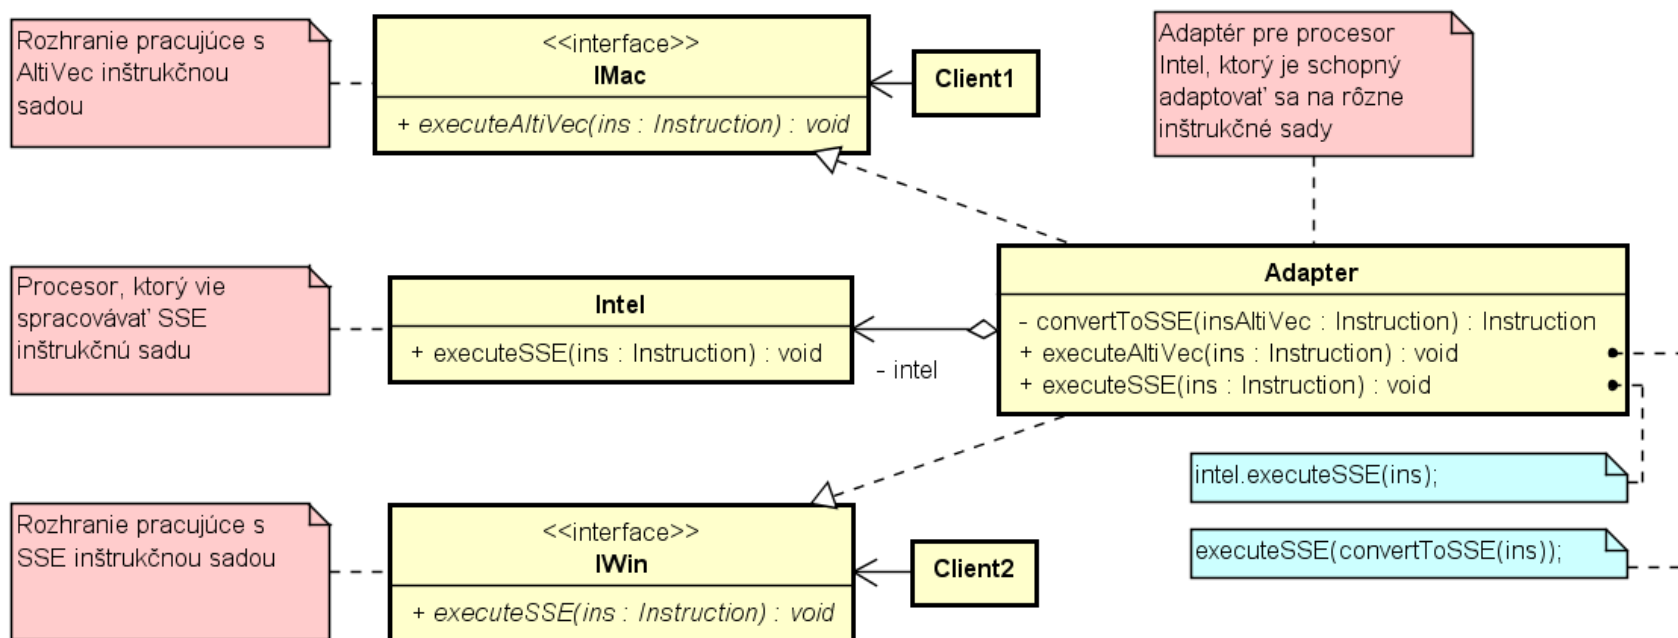 Rozhranie pracujúce s
AltiVec inštrukčnou
sadou
<<interface>>
IMac
+ executeAltiVec(ins : Instruction) : void
Client1
Adaptér pre procesor
Intel, ktorý je schopný
adaptovať sa na rôzne
inštrukčné sady
Procesor, ktorý vie
spracovávať SSE
inštrukčnú sadu
Intel
+ executeSSE(ins : Instruction) : void
- intel
Adapter
- convertToSSE(insAltiVec : Instruction) : Instruction
+ executeAltiVec(ins : Instruction) : void
+ executeSSE(ins : Instruction) : void
intel.executeSSE(ins);
executeSSE(convertToSSE(ins));
Rozhranie pracujúce s
SSE inštrukčnou sadou
<<interface>>
IWin
+ executeSSE(ins : Instruction) : void
Client2